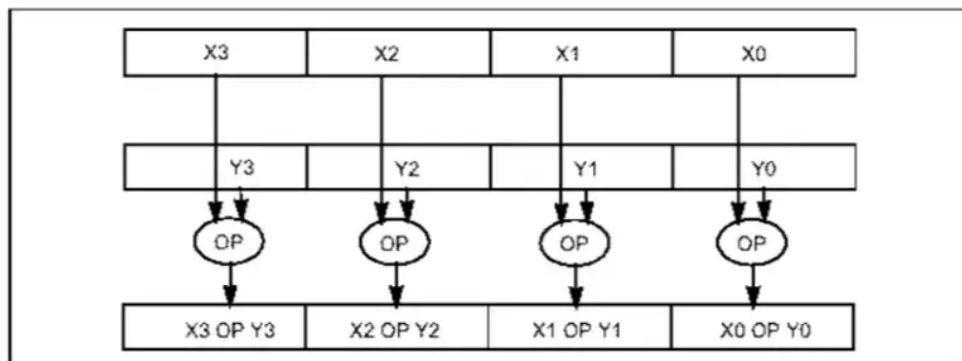 X3 X2 X1 X0
Y3 Y2 Y1 Y0
OP OP OP OP
X3 OP Y3 X2 OP Y2 X1 OP Y1 X0 OP Y0